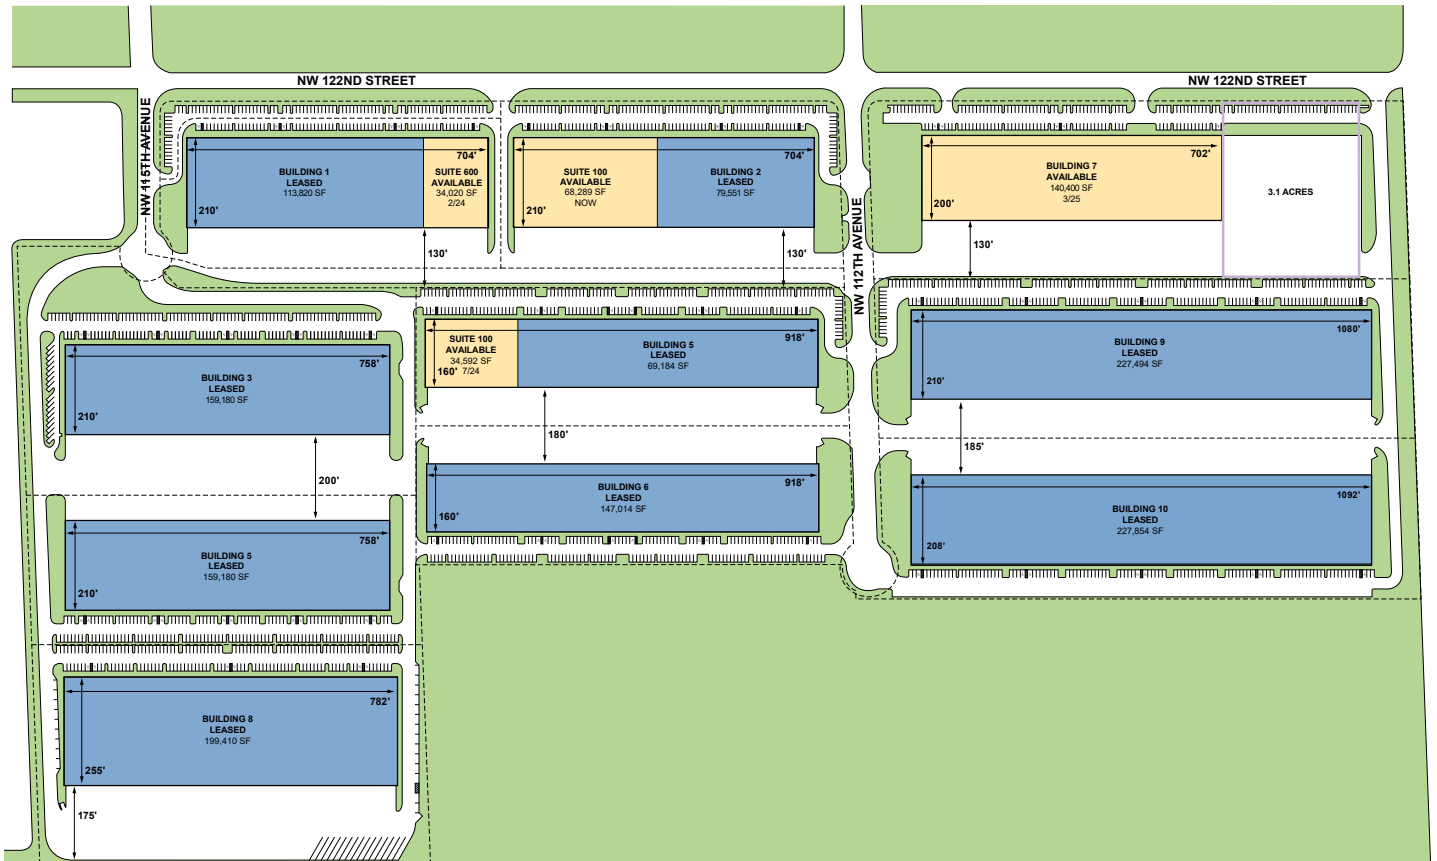 NW 122ND STREET
NW 122ND STREET
NW 115TH AVENUE
NW 112TH AVENUE
BUILDING 1
LEASED
113,820 SF
704'
210'
SUITE 600
AVAILABLE
34,020 SF
2/24
130'
SUITE 100
AVAILABLE
68,289 SF
NOW
210'
BUILDING 2
LEASED
79,551 SF
704'
130'
BUILDING 7
AVAILABLE
140,400 SF
3/25
702'
200'
130'
3.1 ACRES
BUILDING 3
LEASED
159,180 SF
758'
210'
200'
SUITE 100
AVAILABLE
34,592 SF
7/24
160'
BUILDING 5
LEASED
69,184 SF
918'
180'
BUILDING 9
LEASED
227,494 SF
1080'
210'
185'
BUILDING 5
LEASED
159,180 SF
758'
210'
BUILDING 6
LEASED
147,014 SF
918'
160'
BUILDING 10
LEASED
227,854 SF
1092'
208'
BUILDING 8
LEASED
199,410 SF
782'
255'
175'